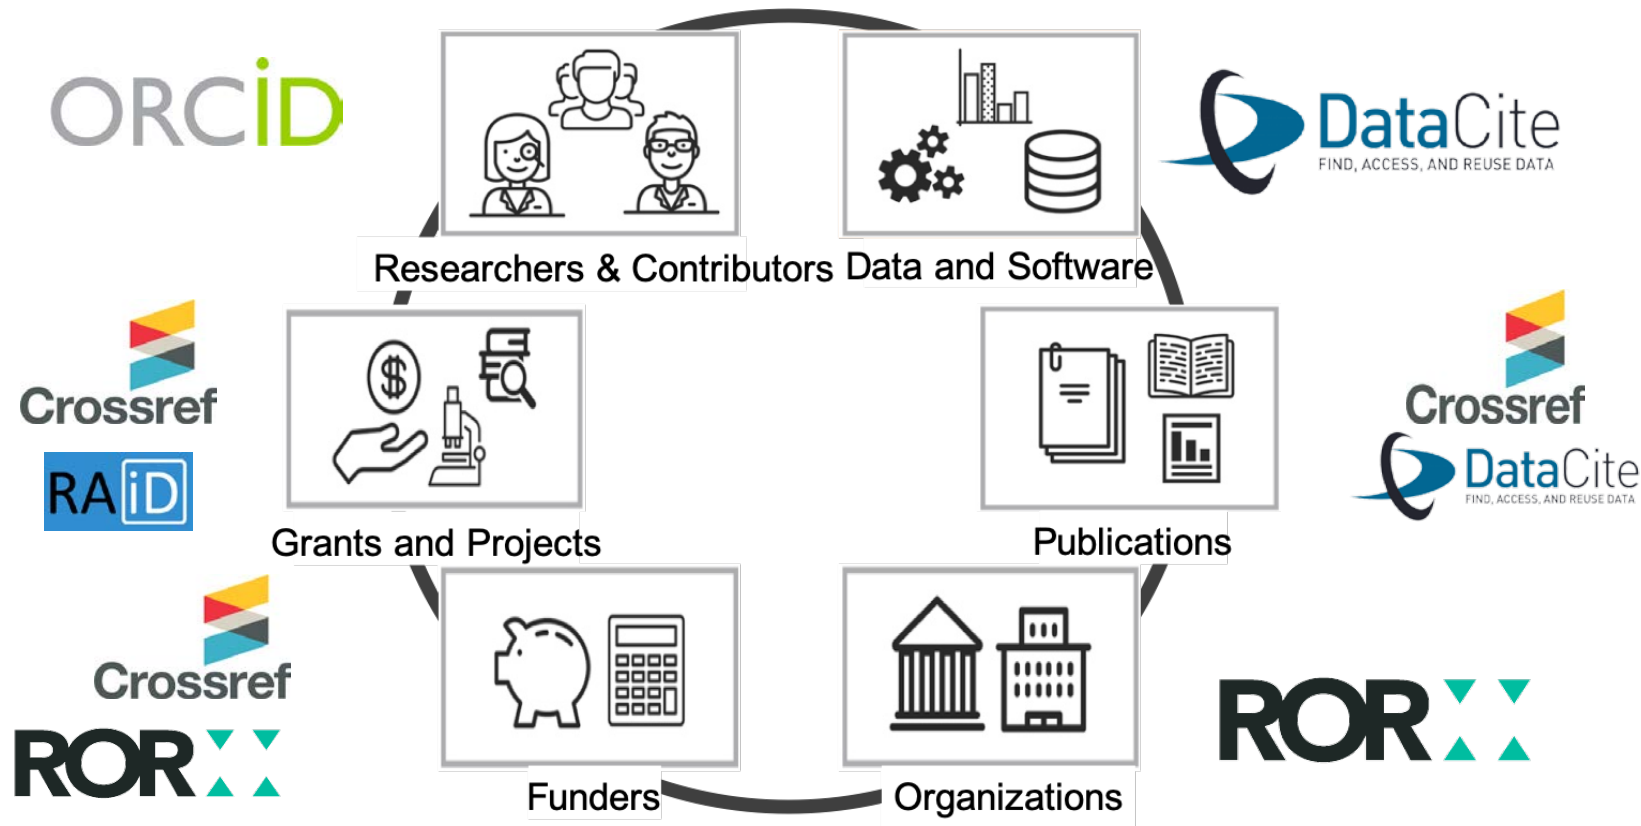 ORCiD
DataCite
FIND, ACCESS, AND REUSE DATA
Researchers & Contributors
Data and Software
Crossref
RAiD
$
Grants and Projects
Publications
Crossref
DataCite
FIND, ACCESS, AND REUSE DATA
Crossref
ROR
Funders
Organizations
ROR